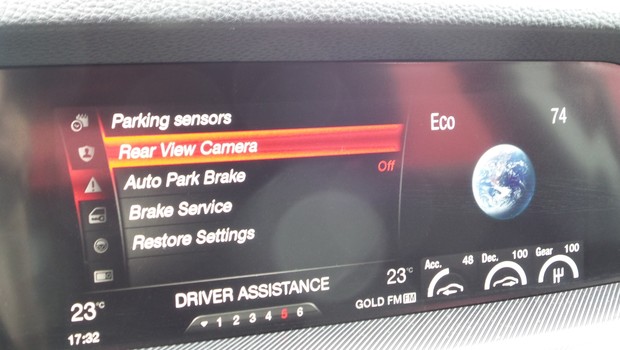 Parking sensors
Rear View Camera
Auto Park Brake Off
Brake Service
Restore Settings
Eco 74
Acc. 48 Dec. 100 Gear 100
23°C DRIVER ASSISTANCE 23°C
GOLD FM FM
17:32 1 2 3 4 5 6